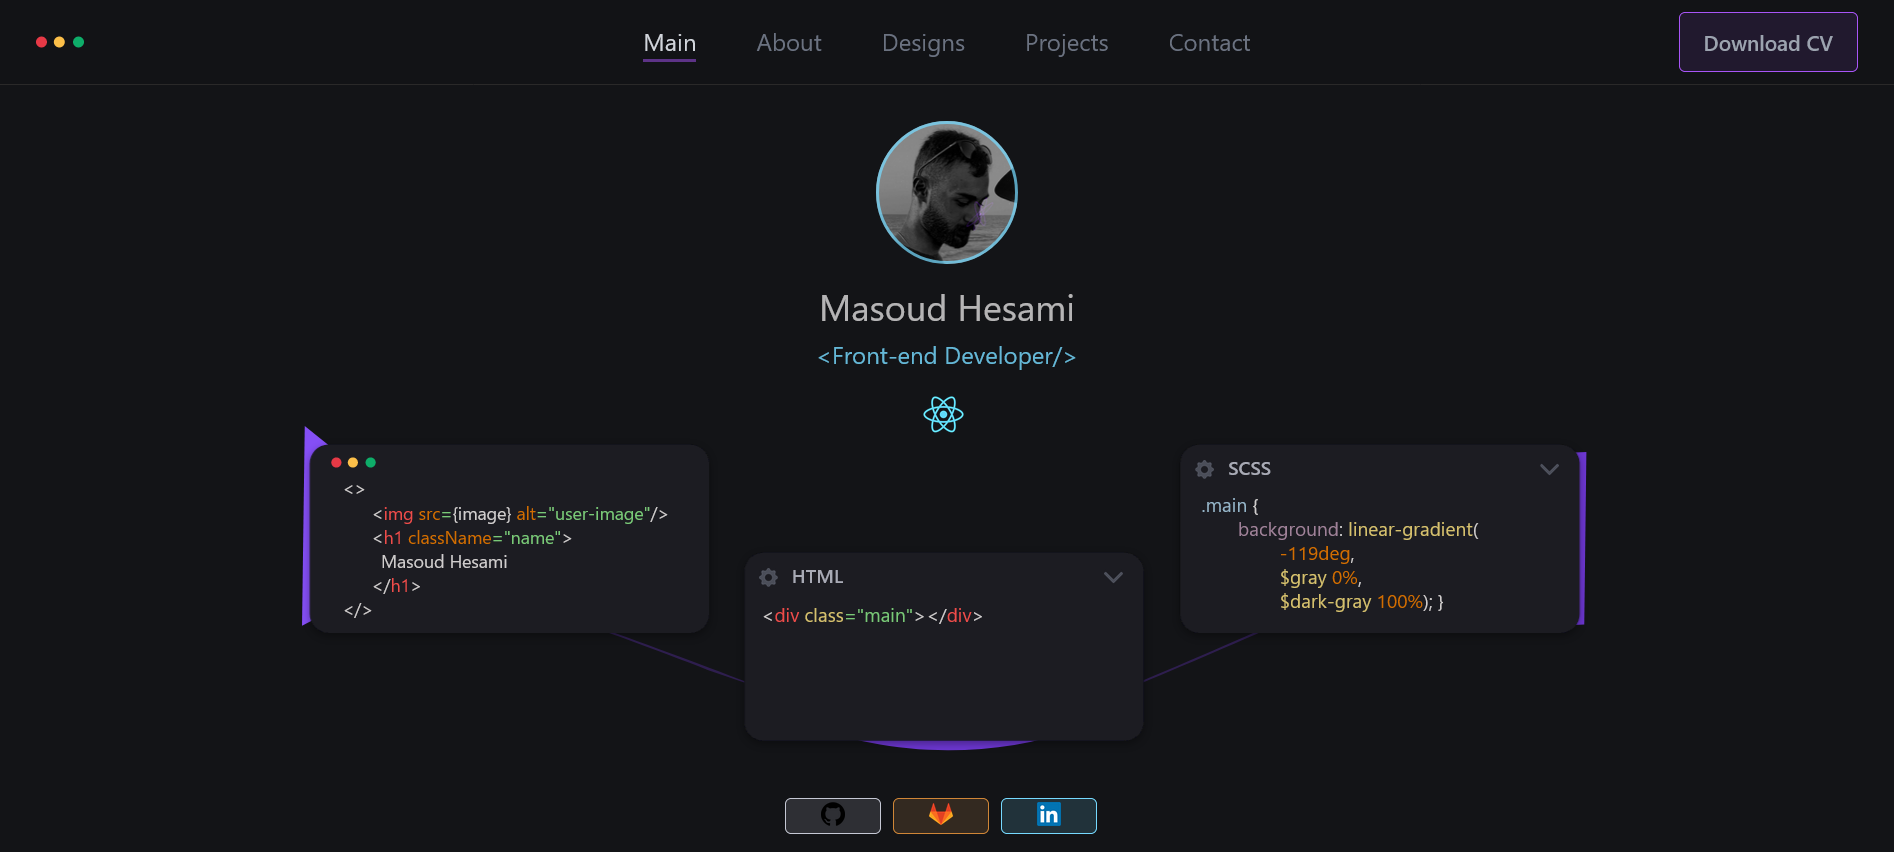 Main About Designs Projects Contact Download CV
Masoud Hesami
<Front-end Developer/>
<>
<img src={image} alt="user-image"/>
<h1 className="name">
Masoud Hesami
</h1>
</>
HTML
<div class="main"></div>
SCSS
.main {
background: linear-gradient(
-119deg,
$gray 0%,
$dark-gray 100%); }
in